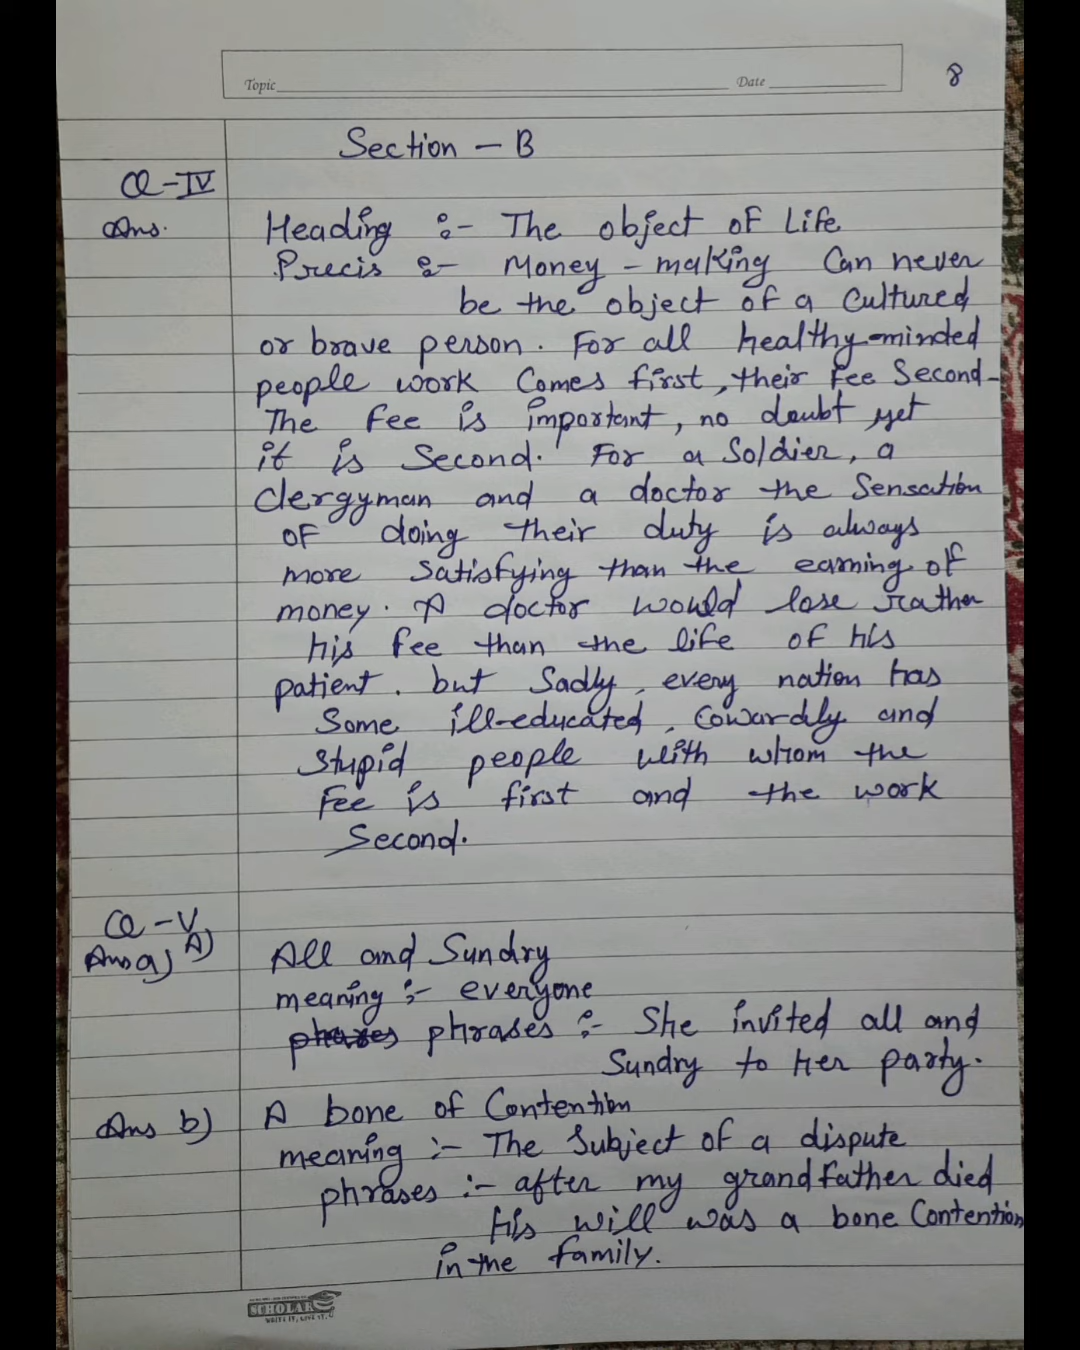 Topic Date 8
Section - B
Q-IV
Ans. Heading :- The object of Life
Precis :- Money-making Can never
be the object of a Cultured
or brave person. For all healthy-minded
people work Comes first, their Fee Second-
The Fee is important, no doubt yet
it is Second. For a Soldier, a
Clergyman and a doctor the Sensation
OF doing their duty is always
more Satisfying than the earning of
money. A doctor would lose rather
his fee than the life of his
patient. but Sadly, every nation has
Some ill-educated, Cowardly and
Stupid people with whom the
Fee is first and the work
Second.
Q-V
Ans a) A) All and Sundry
meaning :- everyone
phrases :- She invited all and
Sundry to Her party.
Ans b) A bone of Contention
meaning :- The Subject of a dispute
phrases :- after my grandfather died
His will was a bone Contention
in the family.
SCHOLAR
WRITE IT, LIVE IT,